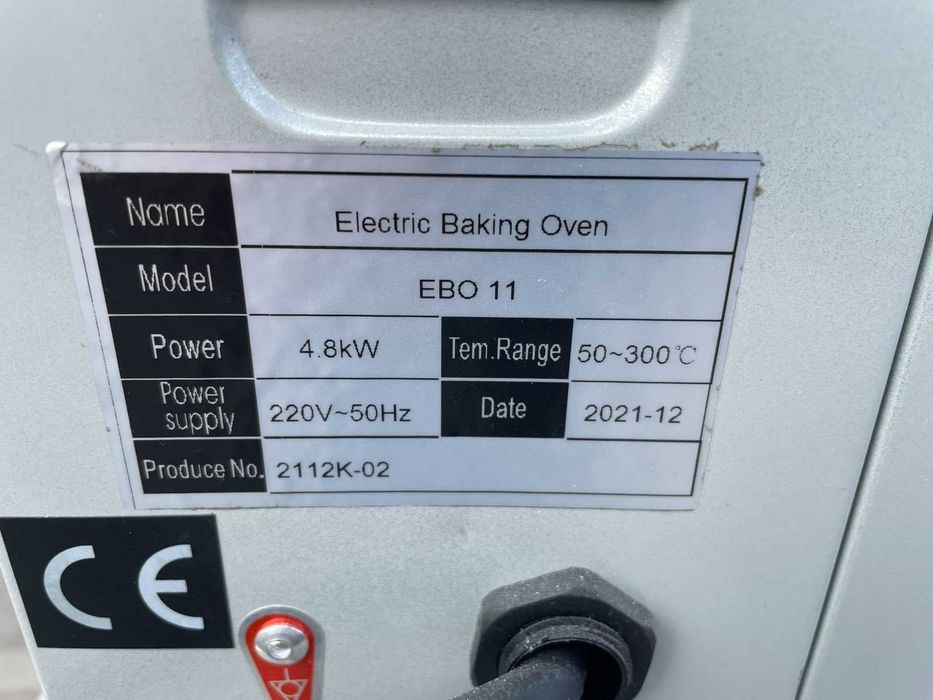 Name Electric Baking Oven
Model EBO 11
Power 4.8kW Tem.Range 50~300℃
Power supply 220V~50Hz Date 2021-12
Produce No. 2112K-02
CE